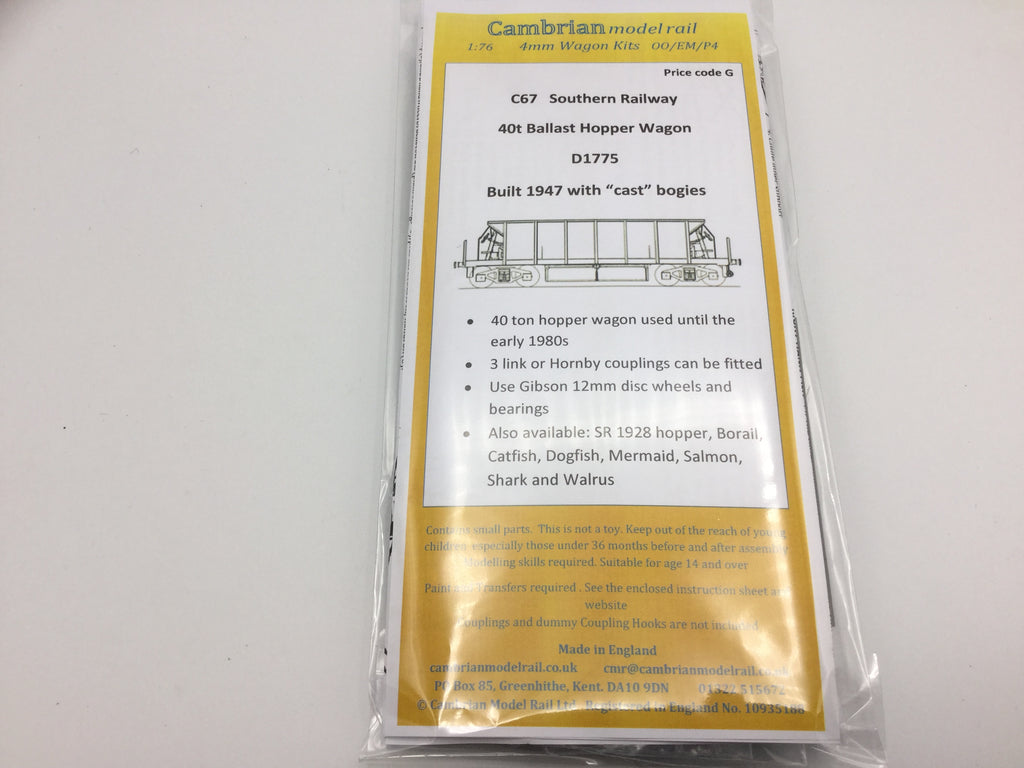 Cambrian model rail
1:76 4mm Wagon Kits OO/EM/P4
Price code G
C67 Southern Railway
40t Ballast Hopper Wagon
D1775
Built 1947 with “cast” bogies
• 40 ton hopper wagon used until the
early 1980s
• 3 link or Hornby couplings can be fitted
• Use Gibson 12mm disc wheels and
bearings
• Also available: SR 1928 hopper, Borail,
Catfish, Dogfish, Mermaid, Salmon,
Shark and Walrus
Contains small parts. This is not a toy. Keep out of the reach of young
children especially those under 36 months before and after assembly
Modelling skills required. Suitable for age 14 and over
Paint and Transfers required . See the enclosed instruction sheet and
website
Couplings and dummy Coupling Hooks are not included
Made in England
cambrianmodelrail.co.uk cmr@cambrianmodelrail.co.uk
PO Box 85, Greenhithe, Kent. DA10 9DN 01322 515672
© Cambrian Model Rail Ltd. Registered in England No. 10935188